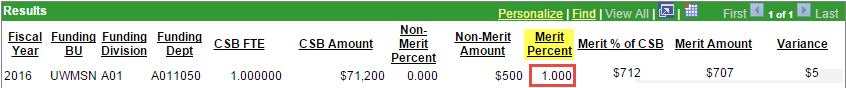 Results
Personalize | Find | View All | First 1 of 1 Last
Fiscal Year Funding BU Funding Division Funding Dept CSB FTE CSB Amount Non-Merit Percent Non-Merit Amount Merit Percent Merit % of CSB Merit Amount Variance
2016 UWMSN A01 A011050 1.000000 $71,200 0.000 $500 1.000 $712 $707 $5